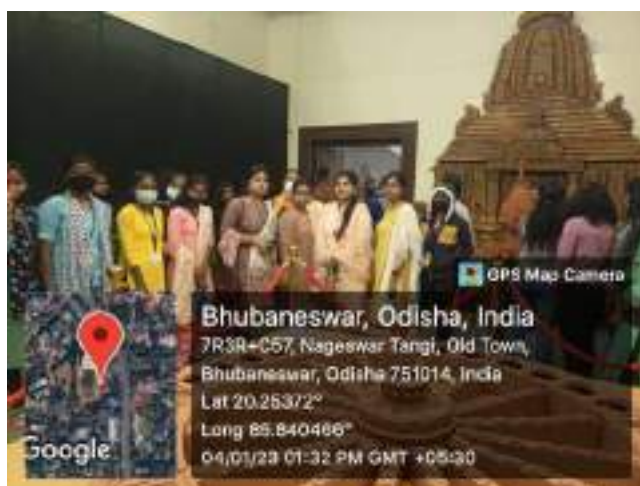 GPS Map Camera
Bhubaneswar, Odisha, India
7R3R+C57, Nageswar Tangi, Old Town,
Bhubaneswar, Odisha 751014, India
Lat 20.25372°
Long 85.840466°
04/01/23 01:32 PM GMT +05:30
Google